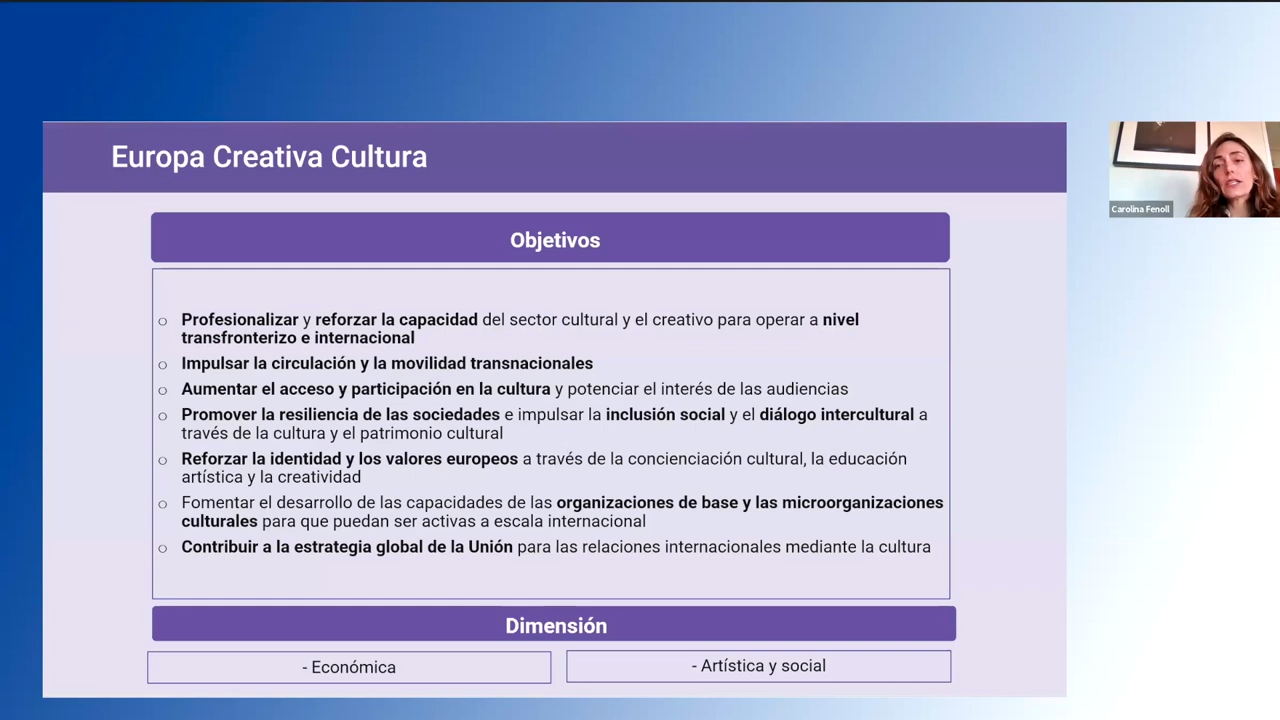 Europa Creativa Cultura
Carolina Fenoll
Objetivos
o Profesionalizar y reforzar la capacidad del sector cultural y el creativo para operar a nivel
transfronterizo e internacional
o Impulsar la circulación y la movilidad transnacionales
o Aumentar el acceso y participación en la cultura y potenciar el interés de las audiencias
o Promover la resiliencia de las sociedades e impulsar la inclusión social y el diálogo intercultural a
través de la cultura y el patrimonio cultural
o Reforzar la identidad y los valores europeos a través de la concienciación cultural, la educación
artística y la creatividad
o Fomentar el desarrollo de las capacidades de las organizaciones de base y las microorganizaciones
culturales para que puedan ser activas a escala internacional
o Contribuir a la estrategia global de la Unión para las relaciones internacionales mediante la cultura
Dimensión
- Económica
- Artística y social